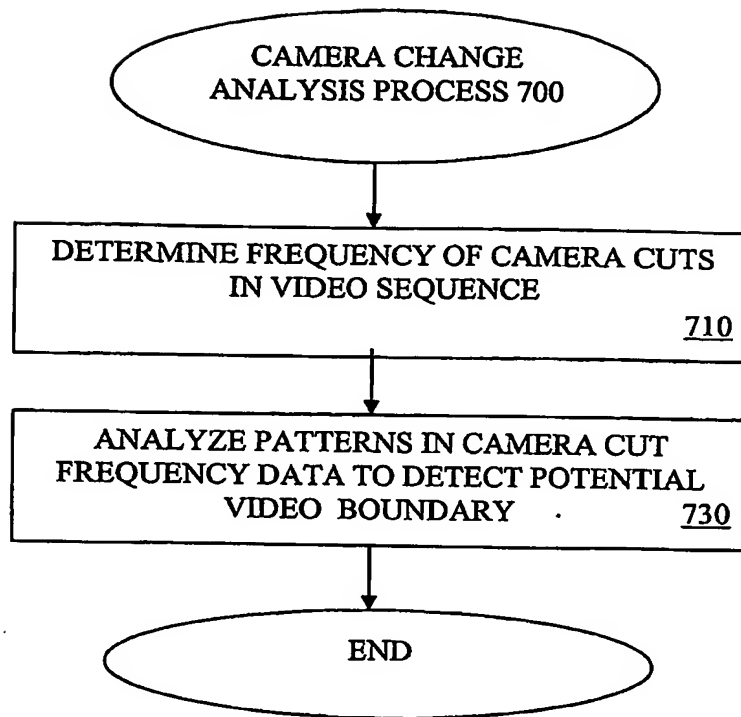 CAMERA CHANGE
ANALYSIS PROCESS 700
DETERMINE FREQUENCY OF CAMERA CUTS
IN VIDEO SEQUENCE
710
ANALYZE PATTERNS IN CAMERA CUT
FREQUENCY DATA TO DETECT POTENTIAL
VIDEO BOUNDARY
730
END